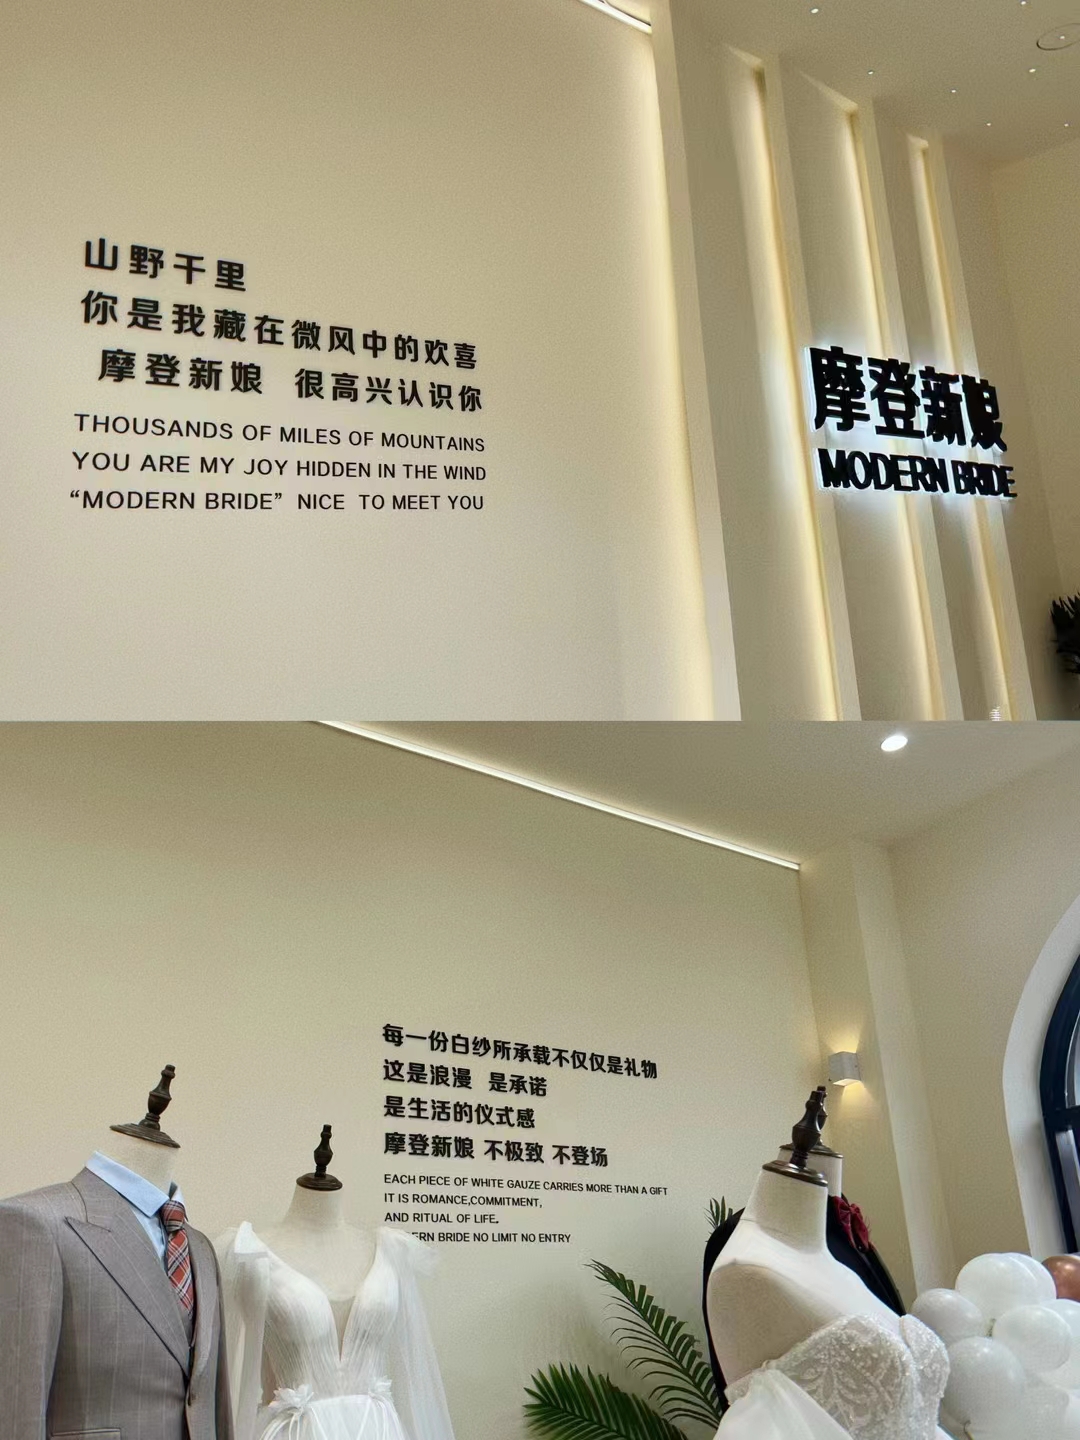 山野千里
你是我藏在微风中的欢喜
摩登新娘 很高兴认识你
THOUSANDS OF MILES OF MOUNTAINS
YOU ARE MY JOY HIDDEN IN THE WIND
“MODERN BRIDE” NICE TO MEET YOU
摩登新娘
MODERN BRIDE
每一份白纱所承载不仅仅是礼物
这是浪漫 是承诺
是生活的仪式感
摩登新娘 不极致 不登场
EACH PIECE OF WHITE GAUZE CARRIES MORE THAN A GIFT
IT IS ROMANCE,COMMITMENT,
AND RITUAL OF LIFE.
BRIDE NO LIMIT NO ENTRY